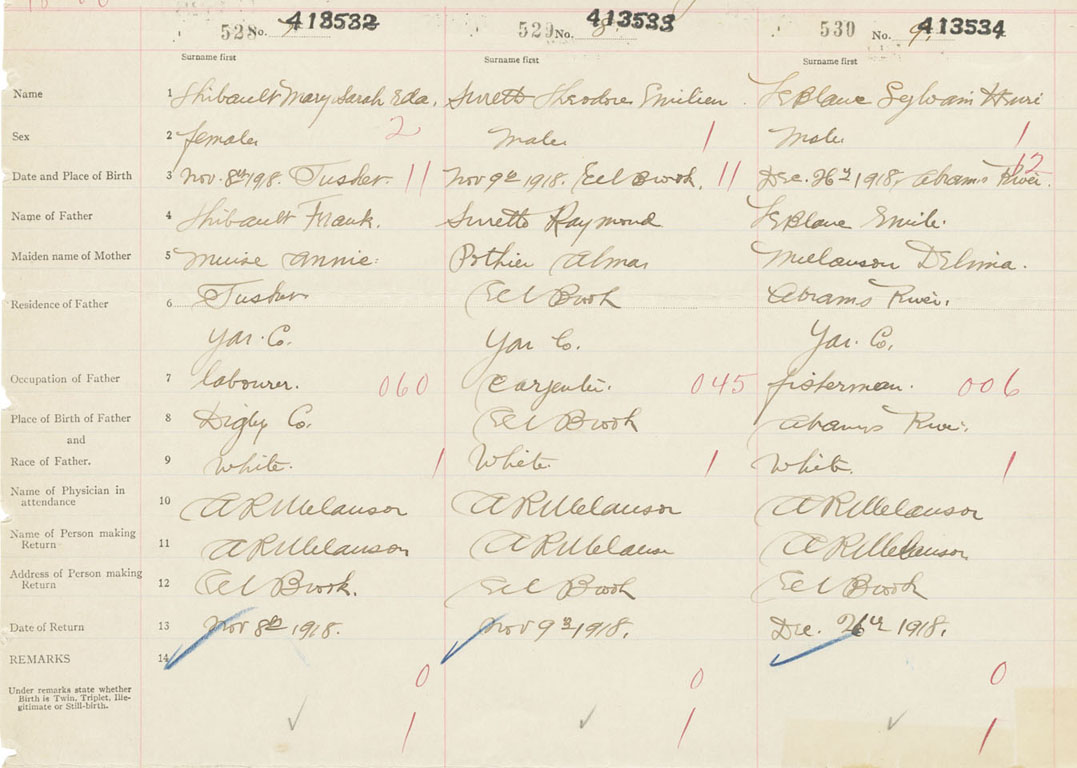 528 No. 7 413532 529 No. 8 413533 530 No. 9 413534
Surname first Surname first Surname first
Name 1 Thibault Mary Sarah Eda. Surette Theodore Emilien LeBlanc Sylvain Henri
Sex 2 female 2 Male 1 Male 1
Date and Place of Birth 3 Nov. 8th 1918. Tusket. 11 Nov 9th 1918. Eel Brook. 11 Dec. 26th 1918, Abrams River. 12
Name of Father 4 Thibault Frank. Surette Raymond LeBlanc Emile.
Maiden name of Mother 5 Muise Annie. Pothier Alma Mellanson Delima.
Residence of Father 6 Tusket Eel Brook Abrams River.
Yar. Co. Yar Co. Yar. Co.
Occupation of Father 7 labourer. 060 Carpenter. 045 fisherman. 006
Place of Birth of Father 8 Digby Co. Eel Brook Abrams River.
and
Race of Father. 9 White. 1 White 1 White. 1
Name of Physician in
attendance 10 A R Melanson A R Melanson A R Melanson
Name of Person making
Return 11 A R Melanson A R Melanson A R Melanson
Address of Person making
Return 12 Eel Brook. Eel Brook Eel Brook
Date of Return 13 Nov 8th 1918. Nov 9th 1918. Dec. 26th 1918.
REMARKS 14
0 0 0
Under remarks state whether
Birth is Twin, Triplet, Ille-
gitimate or Still-birth.
1 1 1